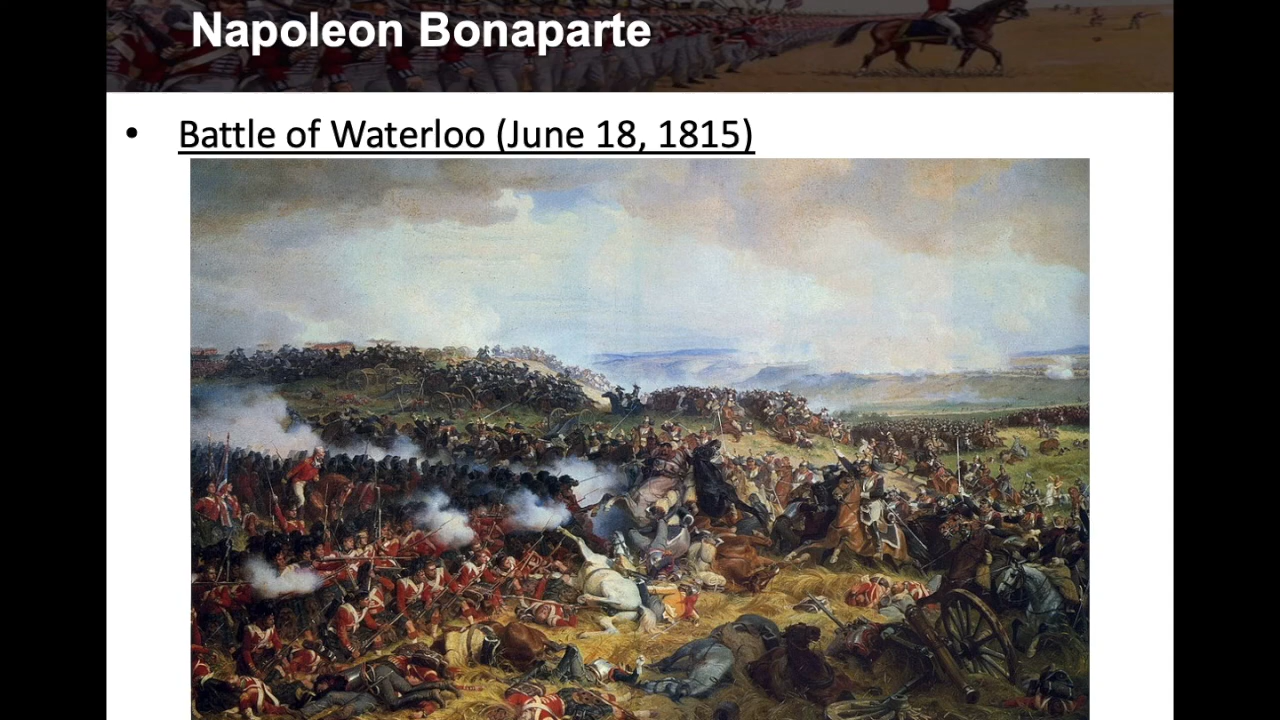 Napoleon Bonaparte
• Battle of Waterloo (June 18, 1815)